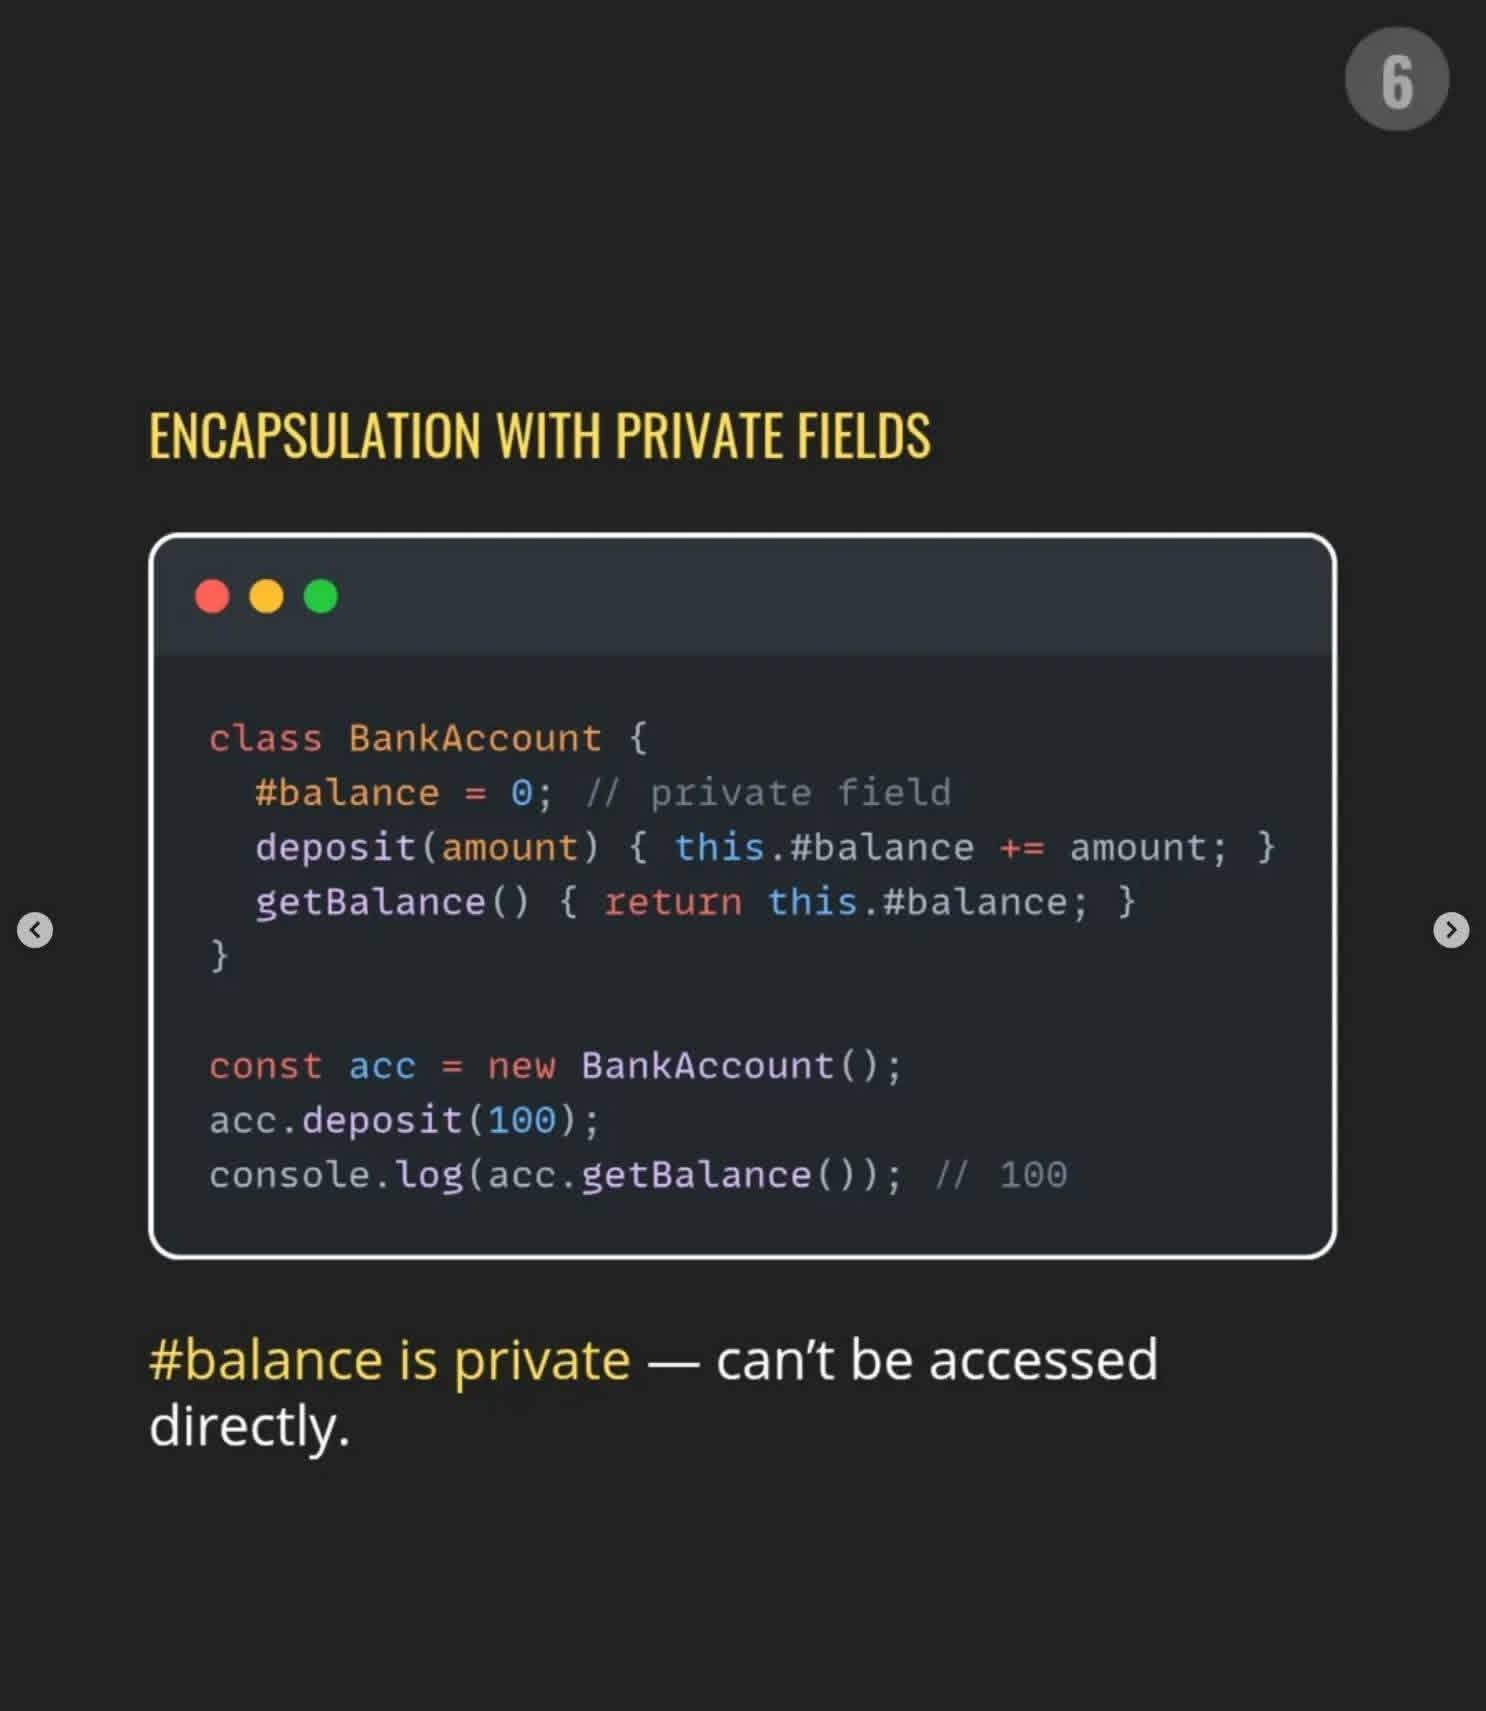 6
ENCAPSULATION WITH PRIVATE FIELDS
class BankAccount {
  #balance = 0; // private field
  deposit(amount) { this.#balance += amount; }
  getBalance() { return this.#balance; }
}
const acc = new BankAccount();
acc.deposit(100);
console.log(acc.getBalance()); // 100
#balance is private — can’t be accessed
directly.